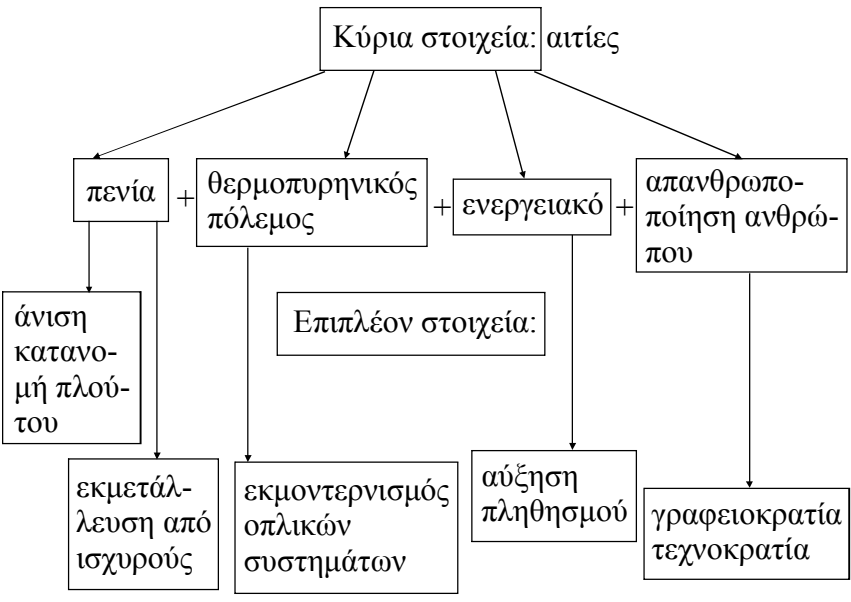 Κύρια στοιχεία: αιτίες
πενία
+
θερμοπυρηνικός
πόλεμος
+
ενεργειακό
+
απανθρωπο-
ποίηση ανθρώ-
που
άνιση
κατανο-
μή πλού-
του
Επιπλέον στοιχεία:
εκμετάλ-
λευση από
ισχυρούς
εκμοντερνισμός
οπλικών
συστημάτων
αύξηση
πληθησμού
γραφειοκρατία
τεχνοκρατία